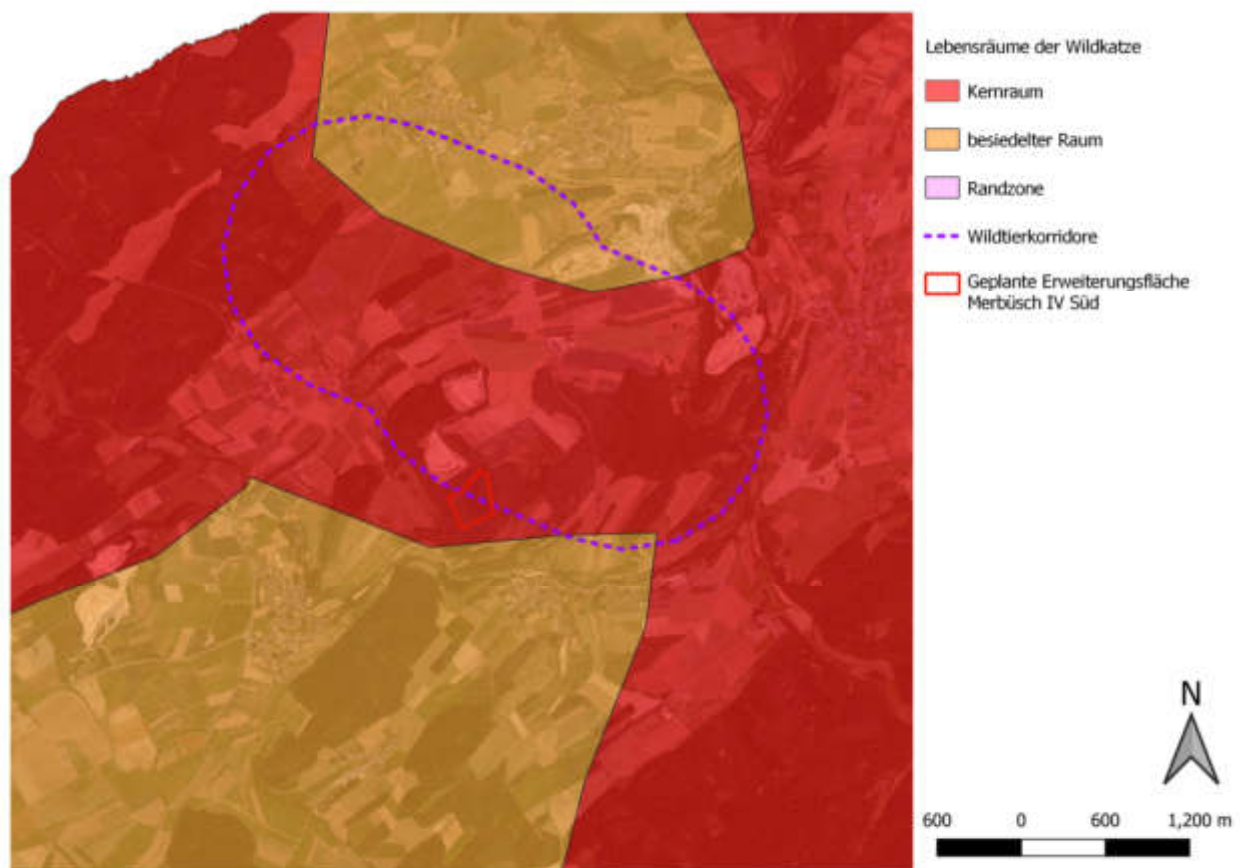 Lebensräume der Wildkatze
Kernraum
besiedelter Raum
Randzone
Wildtierkorridore
Geplante Erweiterungsfläche
Merbüsch IV Süd
N
600 0 600 1,200 m